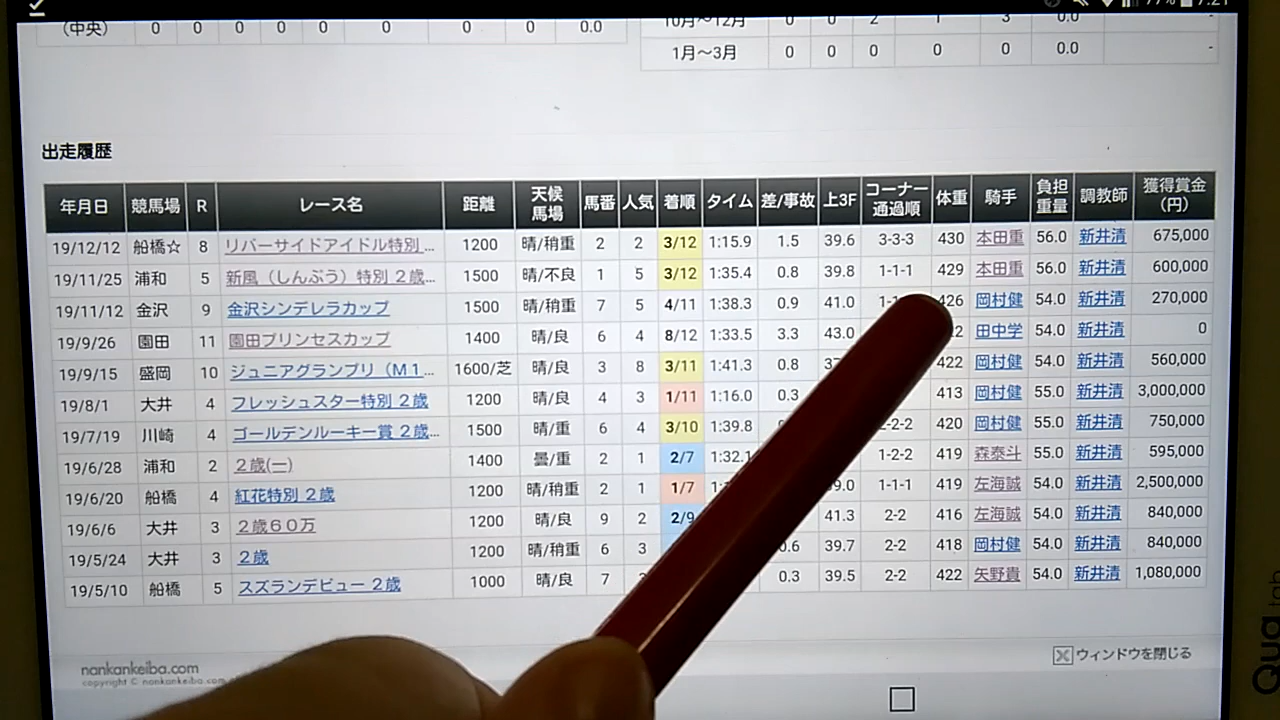 77% 7:21
(中央) 0 0 0 0 0 0 0 0.0
10月~12月 0 0 2 1 3 0.0 -
1月~3月 0 0 0 0 0 0.0 -
出走履歴
年月日 競馬場 R レース名 距離 天候馬場 馬番 人気 着順 タイム 差/事故 上3F コーナー通過順 体重 騎手 負担重量 調教師 獲得賞金(円)
19/12/12 船橋☆ 8 リバーサイドアイドル特別... 1200 晴/稍重 2 2 3/12 1:15.9 1.5 39.6 3-3-3 430 本田重 56.0 新井清 675,000
19/11/25 浦和 5 新風(しんぷう)特別 2歳... 1500 晴/不良 1 5 3/12 1:35.4 0.8 39.8 1-1-1 429 本田重 56.0 新井清 600,000
19/11/12 金沢 9 金沢シンデレラカップ 1500 晴/稍重 7 5 4/11 1:38.3 0.9 41.0 426 岡村健 54.0 新井清 270,000
19/9/26 園田 11 園田プリンセスカップ 1400 晴/良 6 4 8/12 1:33.5 3.3 43.0 田中学 54.0 新井清 0
19/9/15 盛岡 10 ジュニアグランプリ(M1... 1600/芝 晴/良 3 8 3/11 1:41.3 0.8 422 岡村健 54.0 新井清 560,000
19/8/1 大井 4 フレッシュスター特別 2歳 1200 晴/良 4 3 1/11 1:16.0 0.3 413 岡村健 55.0 新井清 3,000,000
19/7/19 川崎 4 ゴールデンルーキー賞 2歳... 1500 晴/重 6 4 3/10 1:39.8 420 岡村健 55.0 新井清 750,000
19/6/28 浦和 2 2歳(一) 1400 曇/重 2 1 2/7 1:32.1 1-2-2 419 森泰斗 55.0 新井清 595,000
19/6/20 船橋 4 紅花特別 2歳 1200 晴/稍重 2 1 1/7 1-1-1 419 左海誠 54.0 新井清 2,500,000
19/6/6 大井 3 2歳60万 1200 晴/良 9 2 2/9 41.3 2-2 416 左海誠 54.0 新井清 840,000
19/5/24 大井 3 2歳 1200 晴/稍重 6 3 39.7 2-2 418 岡村健 54.0 新井清 840,000
19/5/10 船橋 5 スズランデビュー 2歳 1000 晴/良 7 0.3 39.5 2-2 422 矢野貴 54.0 新井清 1,080,000
nankankeiba.com
copyright © nankankeiba.com
ウィンドウを閉じる
Qua tab